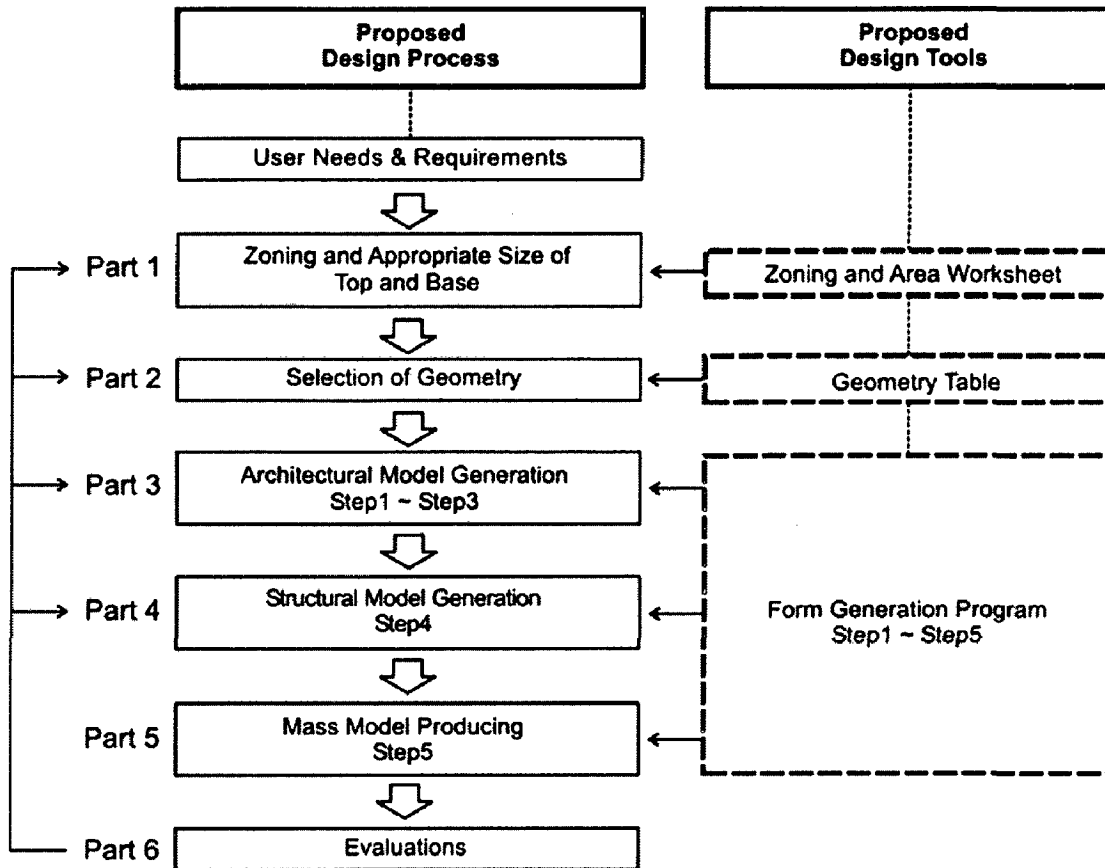 Proposed
Design Process
Proposed
Design Tools
User Needs & Requirements
Part 1
Zoning and Appropriate Size of
Top and Base
Zoning and Area Worksheet
Part 2
Selection of Geometry
Geometry Table
Part 3
Architectural Model Generation
Step1 ~ Step3
Part 4
Structural Model Generation
Step4
Form Generation Program
Step1 ~ Step5
Part 5
Mass Model Producing
Step5
Part 6
Evaluations